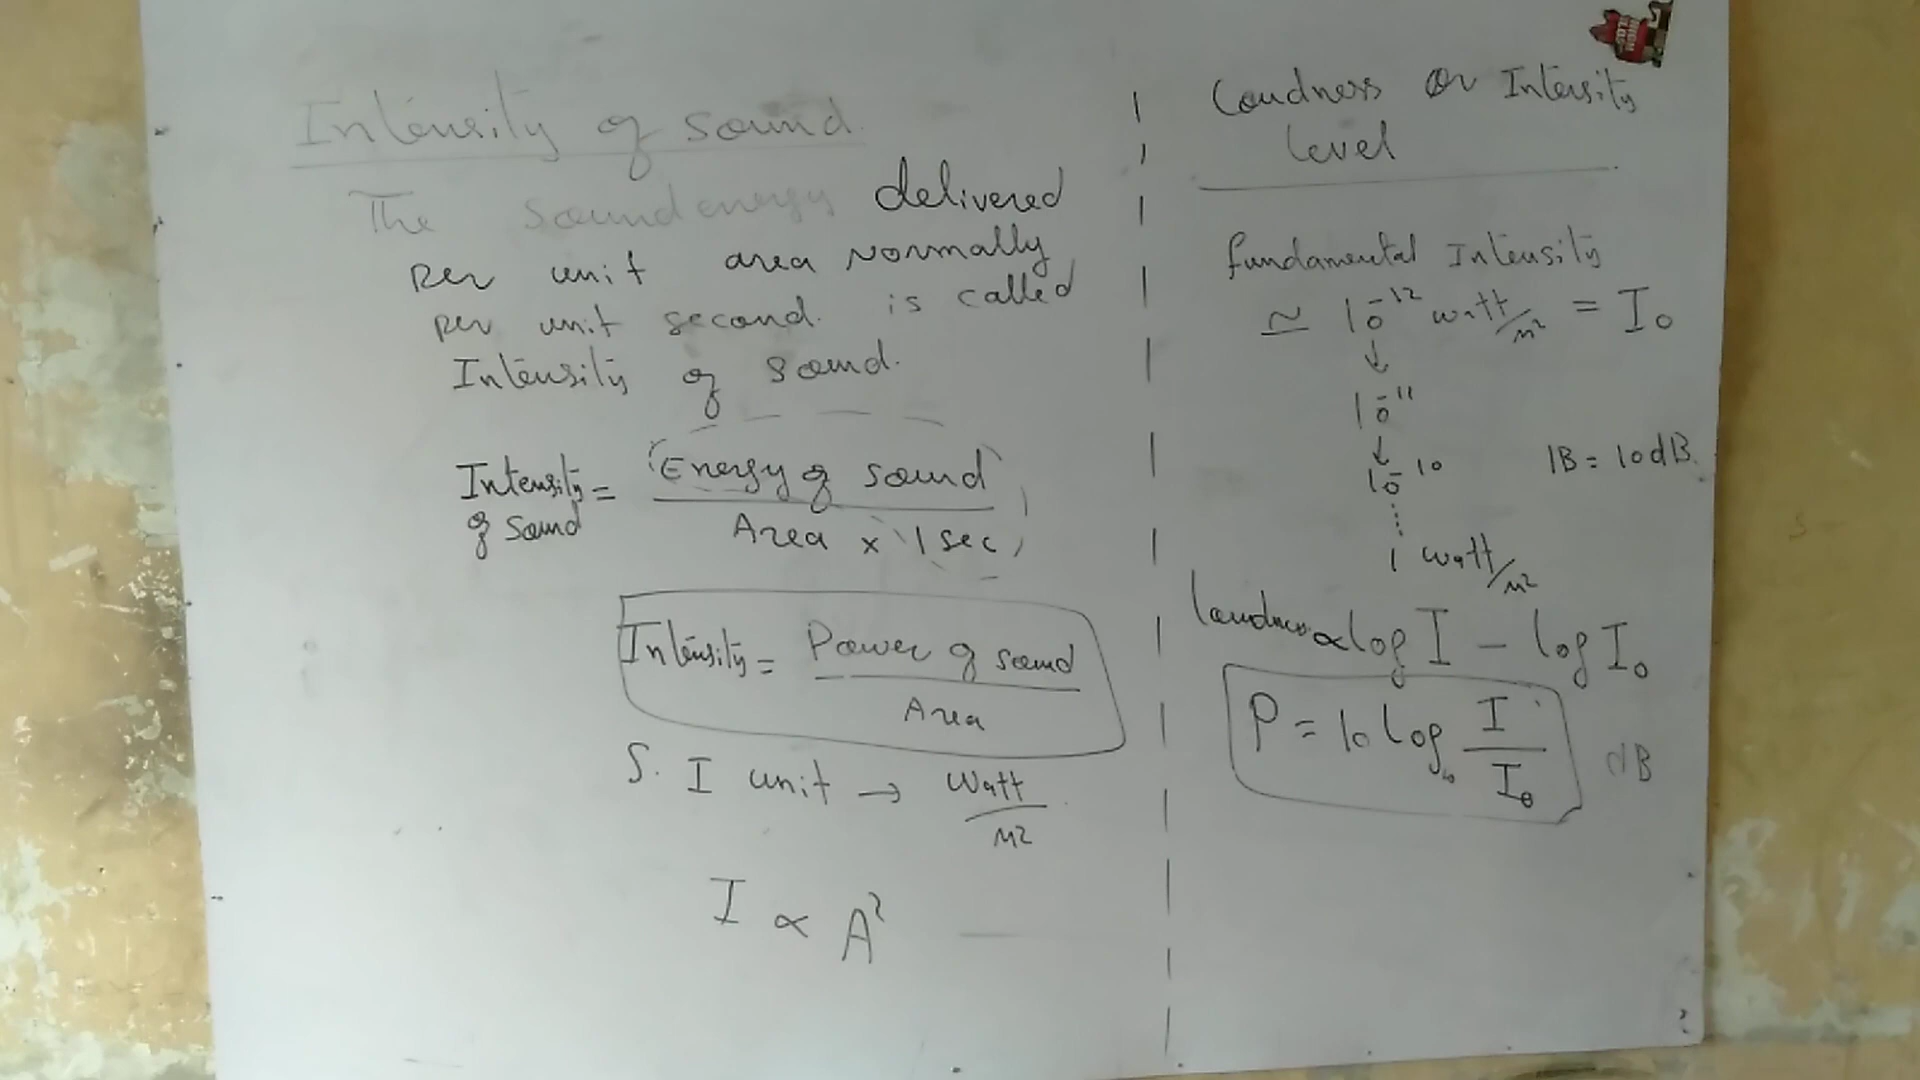 Intensity of sound.
The sound energy delivered
per unit area normally
per unit second. is called
Intensity of sound.
Intensity of sound = Energy of sound / Area × 1 sec
Intensity = Power of sound / Area
S. I unit → Watt / m²
I ∝ A²
Loudness or Intensity
level
fundamental Intensity
≃ 10⁻¹² watt/m² = I₀
↓
10⁻¹¹
↓
10⁻¹⁰
1B = 10dB.
1 watt/m²
loudness ∝ log I − log I₀
P = 10 log₁₀ I / I₀ dB